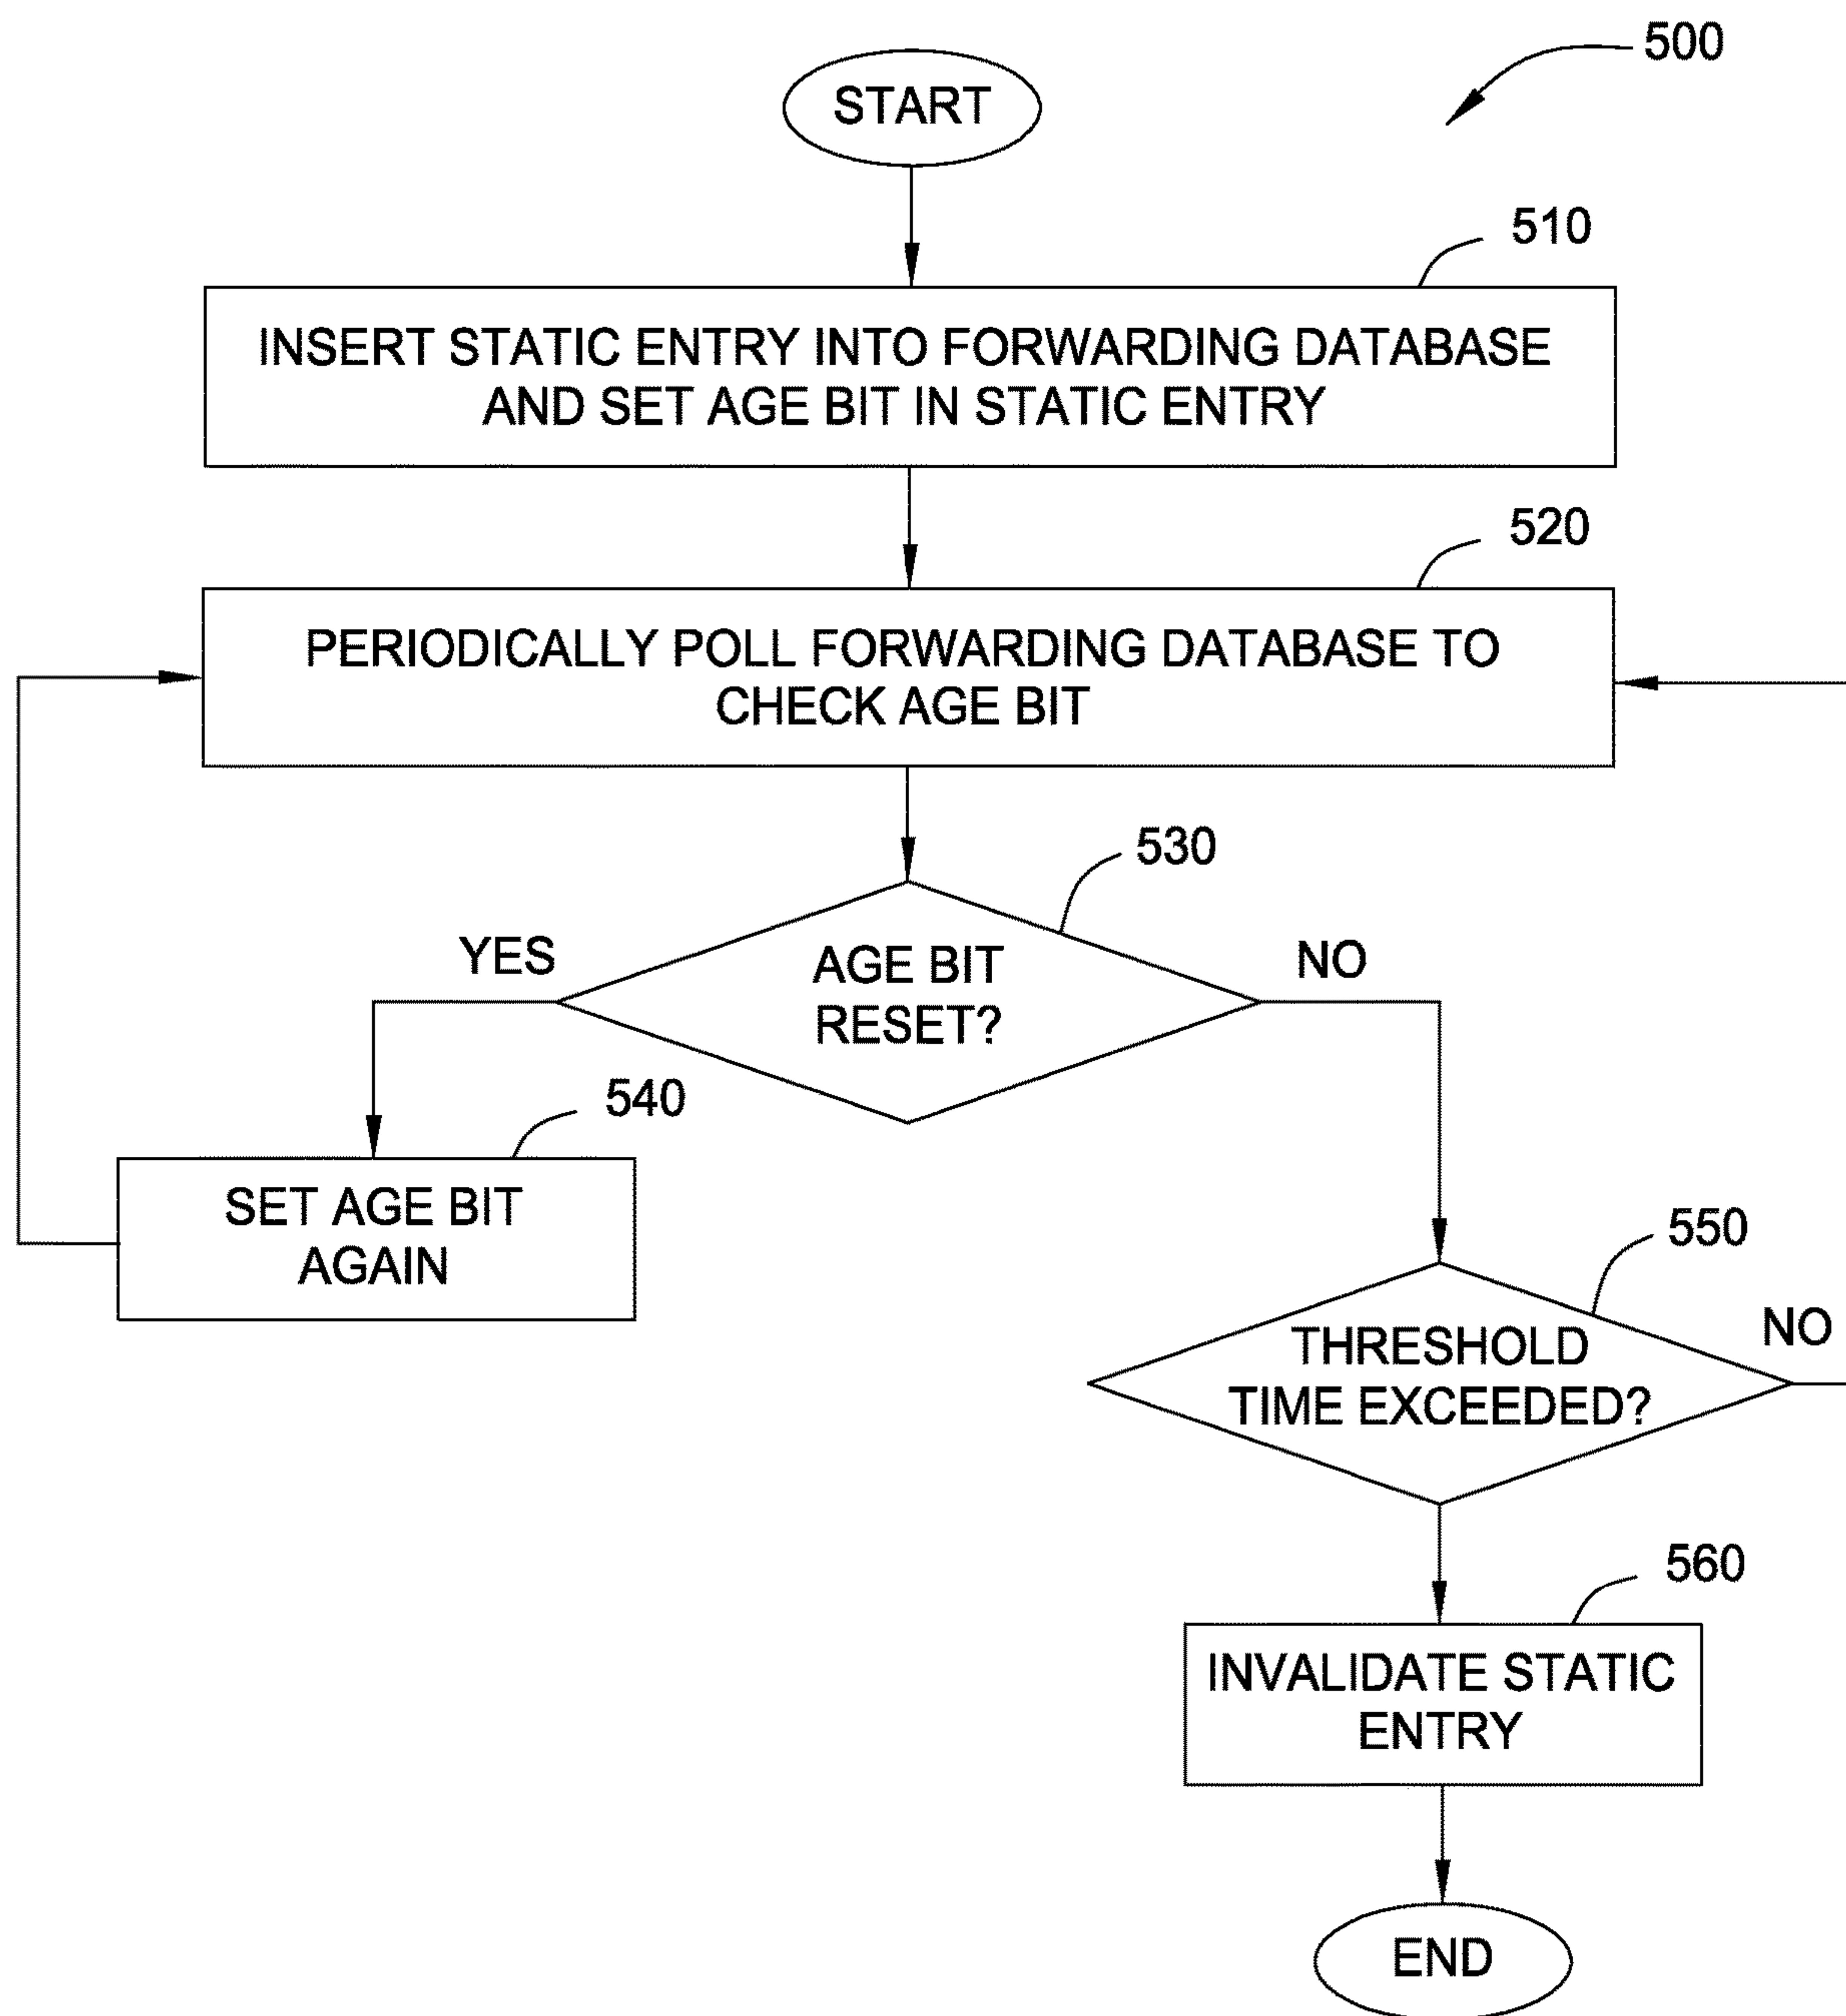 500
START
510
INSERT STATIC ENTRY INTO FORWARDING DATABASE
AND SET AGE BIT IN STATIC ENTRY
520
PERIODICALLY POLL FORWARDING DATABASE TO
CHECK AGE BIT
530
YES
AGE BIT
RESET?
NO
540
SET AGE BIT
AGAIN
550
THRESHOLD
TIME EXCEEDED?
NO
560
INVALIDATE STATIC
ENTRY
END